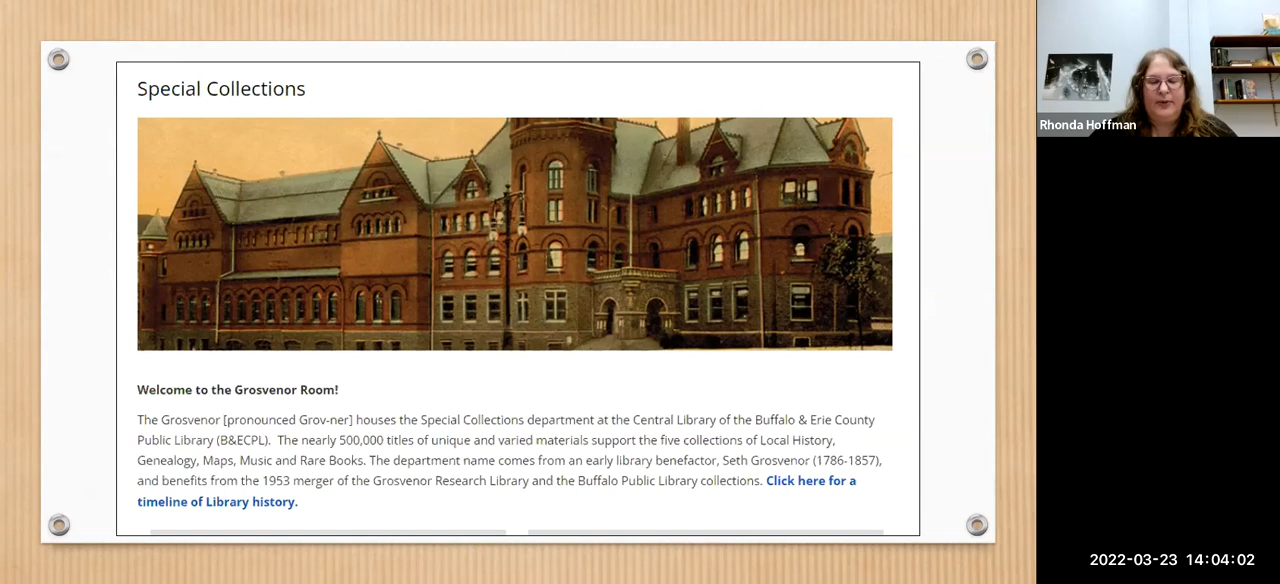 Special Collections
Rhonda Hoffman
Welcome to the Grosvenor Room!
The Grosvenor [pronounced Grov-ner] houses the Special Collections department at the Central Library of the Buffalo & Erie County
Public Library (B&ECPL).  The nearly 500,000 titles of unique and varied materials support the five collections of Local History,
Genealogy, Maps, Music and Rare Books. The department name comes from an early library benefactor, Seth Grosvenor (1786-1857),
and benefits from the 1953 merger of the Grosvenor Research Library and the Buffalo Public Library collections. Click here for a
timeline of Library history.
2022-03-23 14:04:02